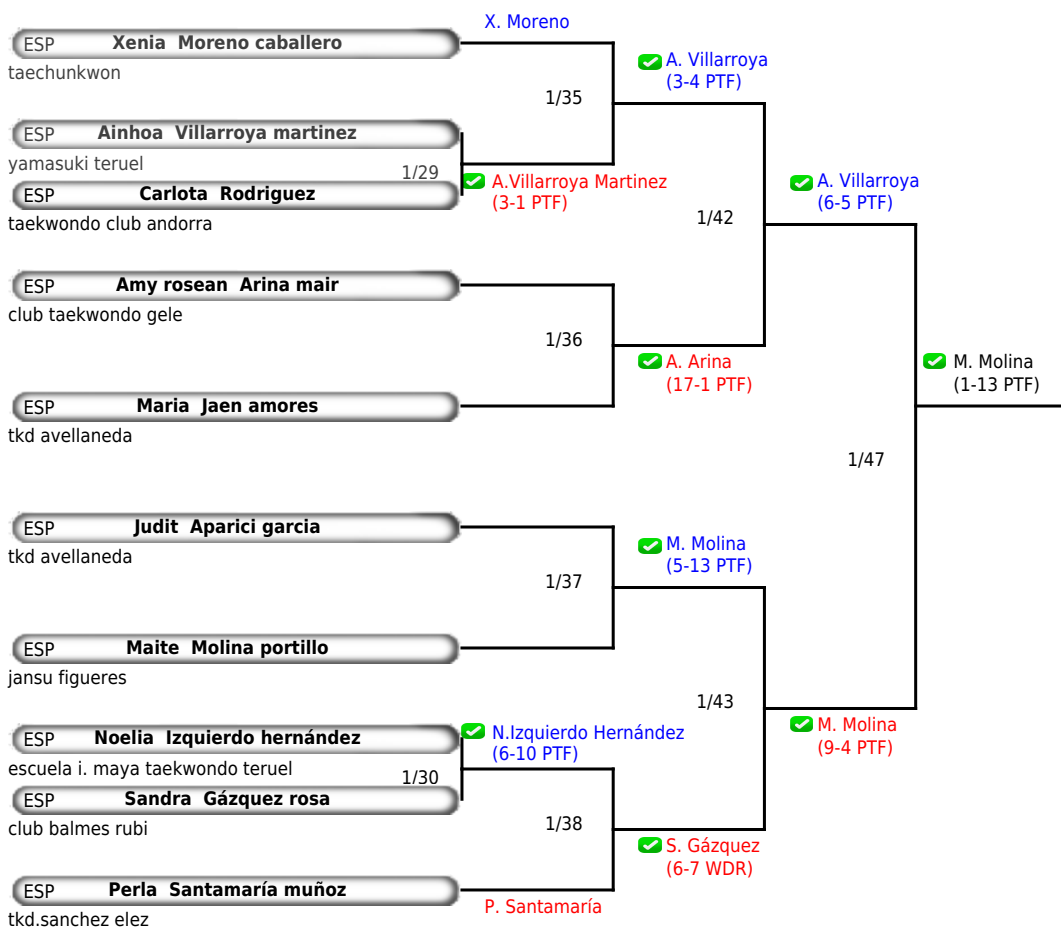 X. Moreno
ESP Xenia Moreno caballero
taechunkwon
A. Villarroya
(3-4 PTF)
1/35
ESP Ainhoa Villarroya martinez
yamasuki teruel
1/29
A.Villarroya Martinez
(3-1 PTF)
ESP Carlota Rodriguez
taekwondo club andorra
A. Villarroya
(6-5 PTF)
1/42
ESP Amy rosean Arina mair
club taekwondo gele
1/36
A. Arina
(17-1 PTF)
M. Molina
(1-13 PTF)
ESP Maria Jaen amores
tkd avellaneda
1/47
ESP Judit Aparici garcia
tkd avellaneda
M. Molina
(5-13 PTF)
1/37
ESP Maite Molina portillo
jansu figueres
1/43
M. Molina
(9-4 PTF)
ESP Noelia Izquierdo hernández
escuela i. maya taekwondo teruel
N.Izquierdo Hernández
(6-10 PTF)
1/30
ESP Sandra Gázquez rosa
club balmes rubi
1/38
S. Gázquez
(6-7 WDR)
ESP Perla Santamaría muñoz
tkd.sanchez elez
P. Santamaría